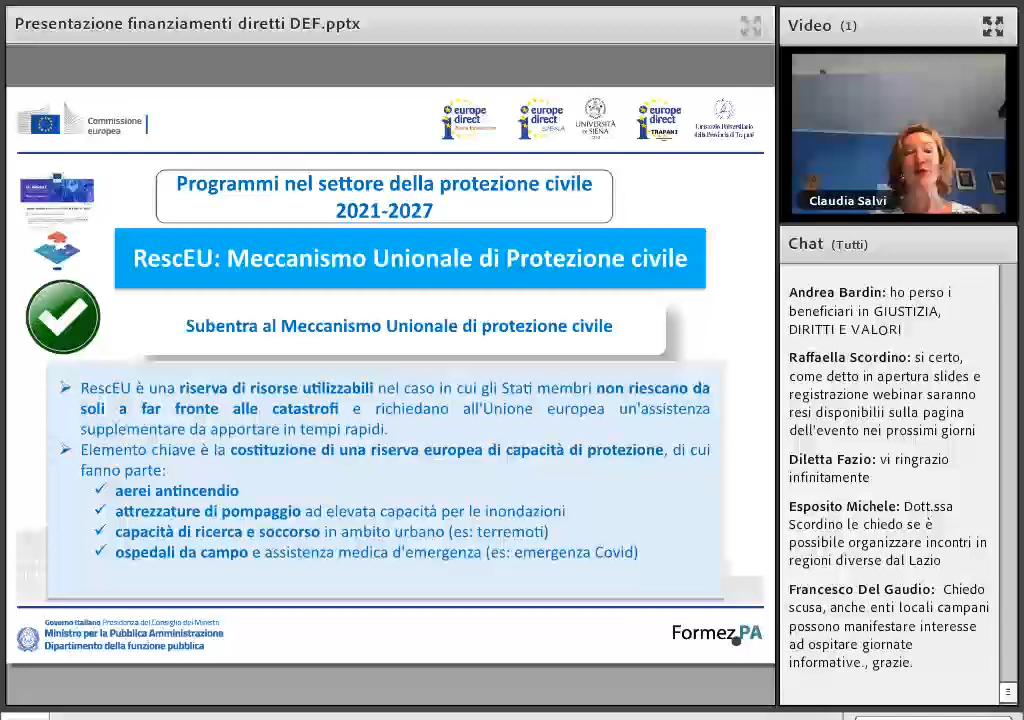 Presentazione finanziamenti diretti DEF.pptx
Commissione
europea
europe
direct
europe
direct
SIENA
UNIVERSITÀ
DI SIENA
europe
direct
TRAPANI
Programmi nel settore della protezione civile
2021-2027
RescEU: Meccanismo Unionale di Protezione civile
Subentra al Meccanismo Unionale di protezione civile
RescEU è una riserva di risorse utilizzabili nel caso in cui gli Stati membri non riescano da
soli a far fronte alle catastrofi e richiedano all'Unione europea un'assistenza
supplementare da apportare in tempi rapidi.
Elemento chiave è la costituzione di una riserva europea di capacità di protezione, di cui
fanno parte:
aerei antincendio
attrezzature di pompaggio ad elevata capacità per le inondazioni
capacità di ricerca e soccorso in ambito urbano (es: terremoti)
ospedali da campo e assistenza medica d'emergenza (es: emergenza Covid)
Governo Italiano Presidenza del Consiglio dei Ministri
Ministro per la Pubblica Amministrazione
Dipartimento della funzione pubblica
Formez PA
Video (1)
Claudia Salvi
Chat (Tutti)
Andrea Bardin: ho perso i
beneficiari in GIUSTIZIA,
DIRITTI E VALORI
Raffaella Scordino: si certo,
come detto in apertura slides e
registrazione webinar saranno
resi disponibilii sulla pagina
dell'evento nei prossimi giorni
Diletta Fazio: vi ringrazio
infinitamente
Esposito Michele: Dott.ssa
Scordino le chiedo se è
possibile organizzare incontri in
regioni diverse dal Lazio
Francesco Del Gaudio: Chiedo
scusa, anche enti locali campani
possono manifestare interesse
ad ospitare giornate
informative., grazie.